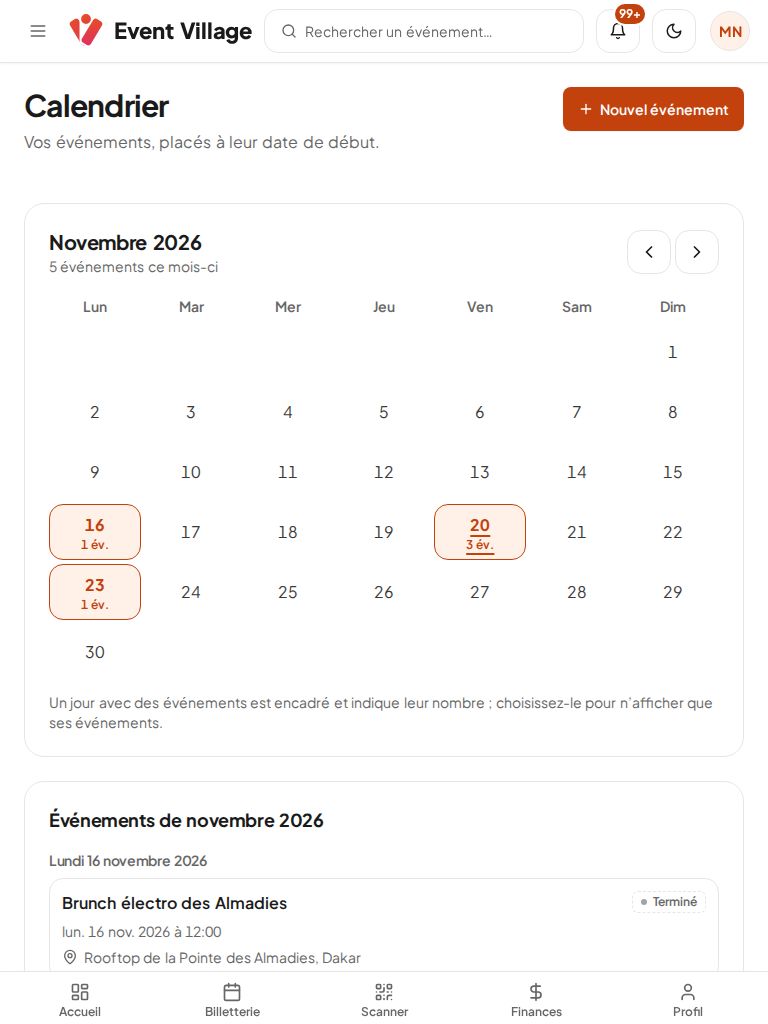 Event Village
Rechercher un événement...
99+
MN
Calendrier
Nouvel événement
Vos événements, placés à leur date de début.
Novembre 2026
5 événements ce mois-ci
Lun Mar Mer Jeu Ven Sam Dim
1
2 3 4 5 6 7 8
9 10 11 12 13 14 15
16 17 18 19 20 21 22
1 év. 3 év.
23 24 25 26 27 28 29
1 év.
30
Un jour avec des événements est encadré et indique leur nombre ; choisissez-le pour n’afficher que
ses événements.
Événements de novembre 2026
Lundi 16 novembre 2026
Brunch électro des Almadies
Terminé
lun. 16 nov. 2026 à 12:00
Rooftop de la Pointe des Almadies, Dakar
Accueil Billetterie Scanner Finances Profil